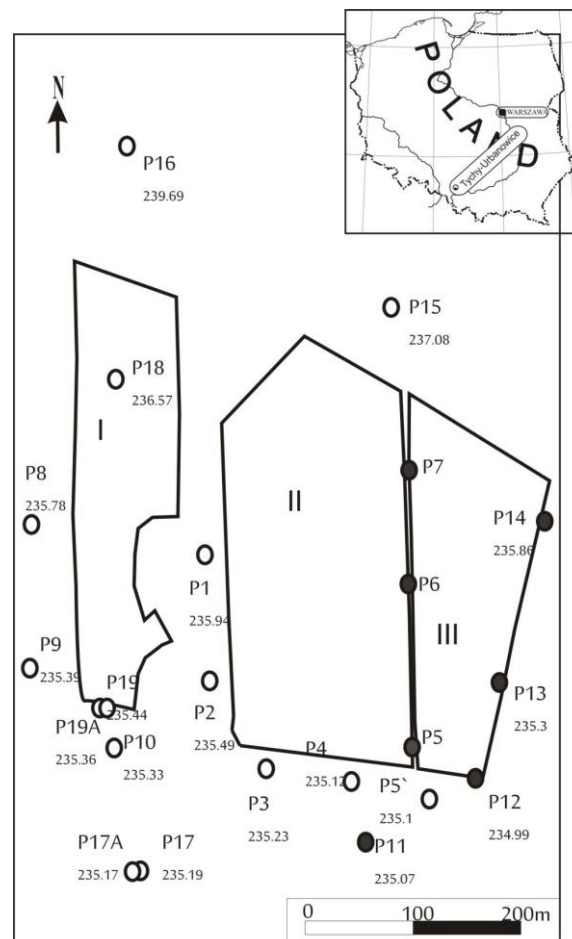 POLAND
WARSZAWA
Tychy-Urbanowice
N
P16
239.69
P15
237.08
P18
236.57
I
P8
235.78
II
P7
P14
235.86
P1
235.94
P6
III
P9
235.39
P19
235.44
P19A
235.36
P10
235.33
P2
235.49
P13
235.3
P4
235.12
P5
P3
235.23
P5`
235.1
P12
234.99
P17A
235.17
P17
235.19
P11
235.07
0 100 200m